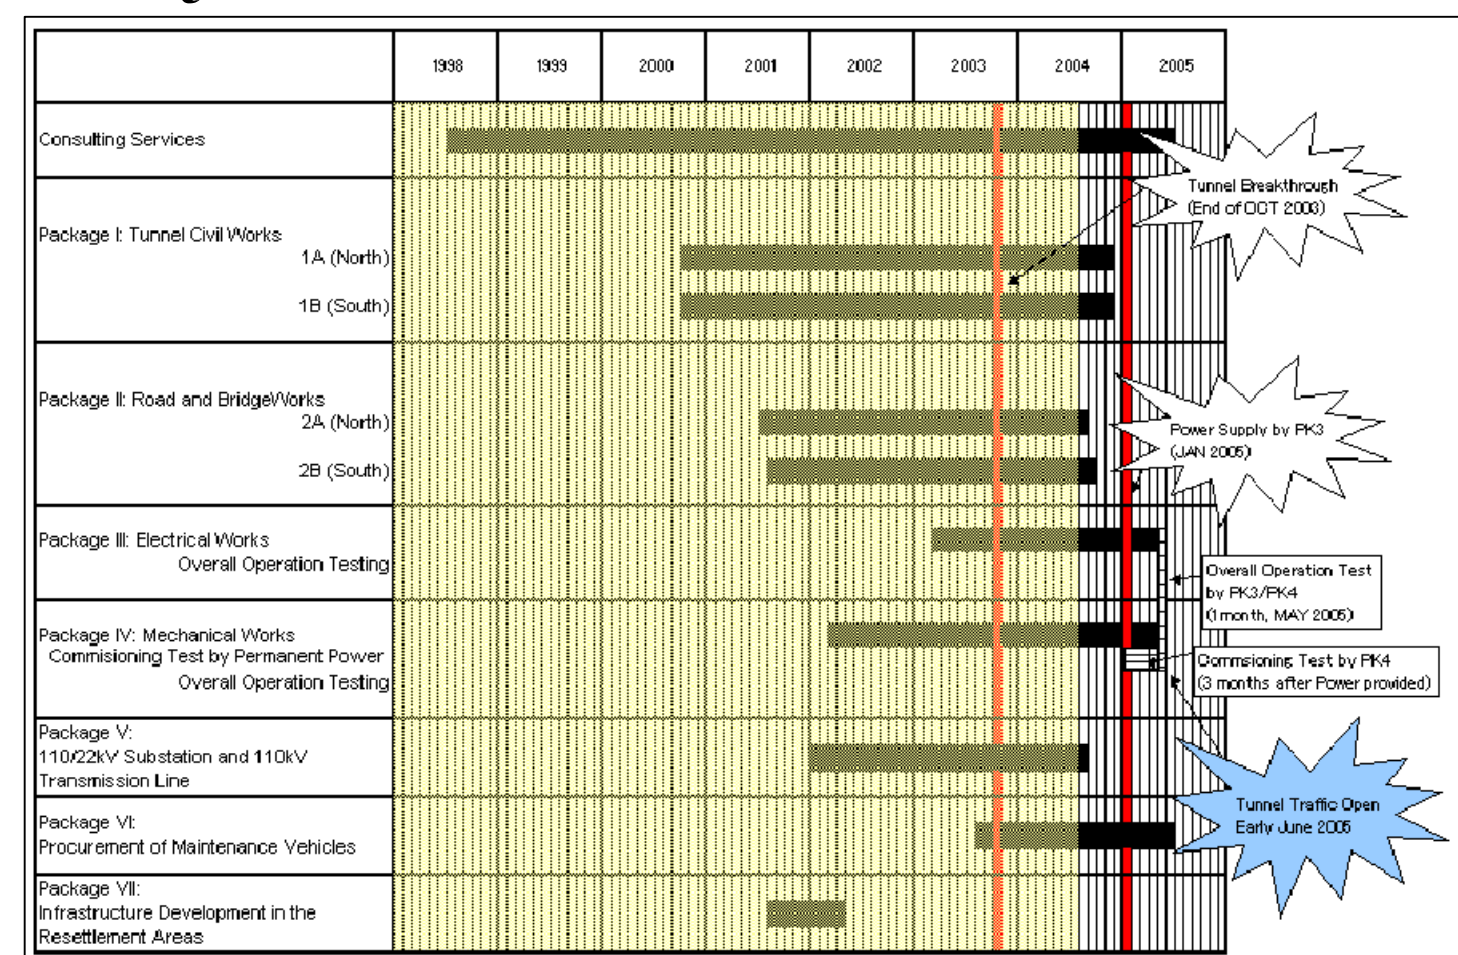 1998 1999 2000 2001 2002 2003 2004 2005
Consulting Services
Tunnel Breakthrough
(End of OCT 2003)
Package I: Tunnel Civil Works
1A (North)
1B (South)
Package II: Road and BridgeWorks
2A (North)
2B (South)
Power Supply by PK3
(JAN 2005)
Package III: Electrical Works
Overall Operation Testing
Overall Operation Test
by PK3/PK4
(1month, MAY 2005)
Package IV: Mechanical Works
Commisioning Test by Permanent Power
Overall Operation Testing
Commsioning Test by PK4
(3 months after Power provided)
Package V:
110/22kV Substation and 110kV
Transmission Line
Tunnel Traffic Open
Early June 2005
Package VI:
Procurement of Maintenance Vehicles
Package VII:
Infrastructure Development in the
Resettlement Areas